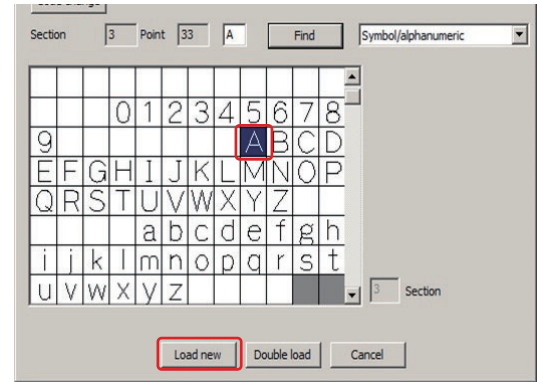 Section 3 Point 33 A Find Symbol/alphanumeric
0 1 2 3 4 5 6 7 8
9 A B C D
E F G H I J K L M N O P
Q R S T U V W X Y Z
a b c d e f g h
i j k l m n o p q r s t
u v w x y z
3 Section
Load new Double load Cancel